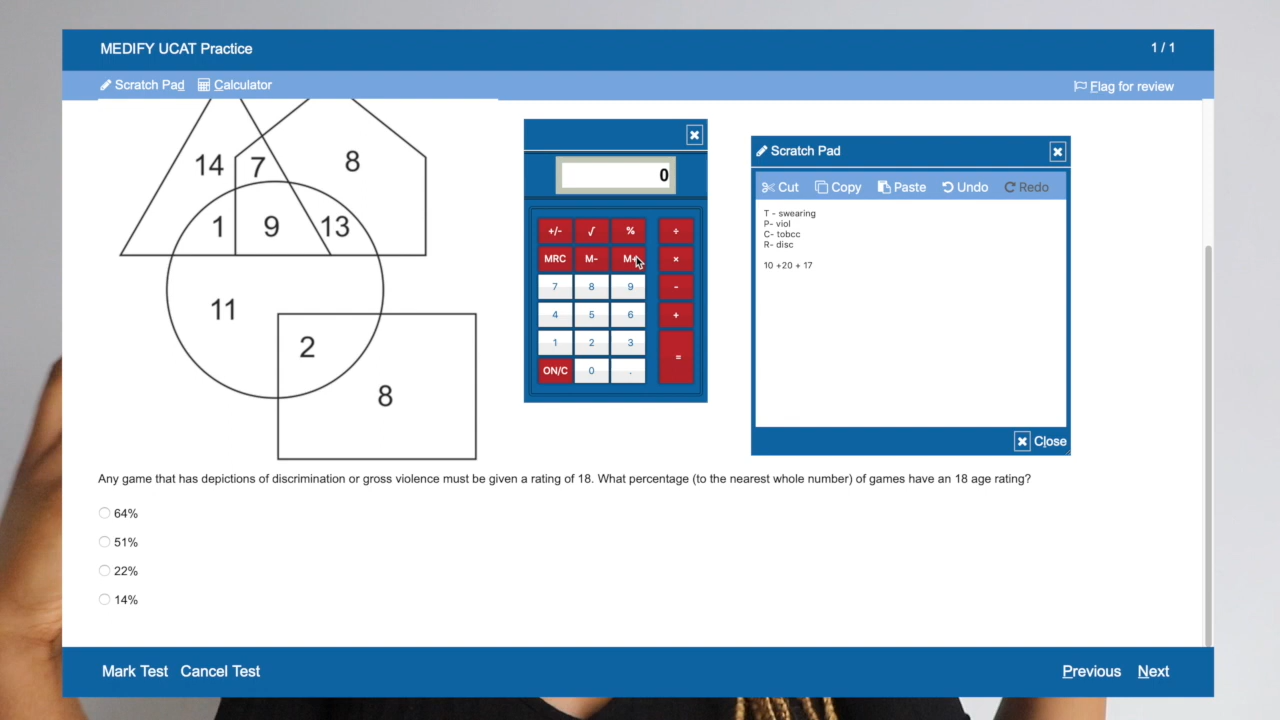 MEDIFY UCAT Practice
1 / 1
Scratch Pad Calculator
Flag for review
14 7 8
1 9 13
11
2
8
0
+/- √ % ÷
MRC M- M+ ×
7 8 9 -
4 5 6 +
1 2 3 =
ON/C 0 .
Scratch Pad
Cut Copy Paste Undo Redo
T - swearing
P- viol
C- tobcc
R- disc
10 +20 + 17
Close
Any game that has depictions of discrimination or gross violence must be given a rating of 18. What percentage (to the nearest whole number) of games have an 18 age rating?
64%
51%
22%
14%
Mark Test Cancel Test
Previous Next